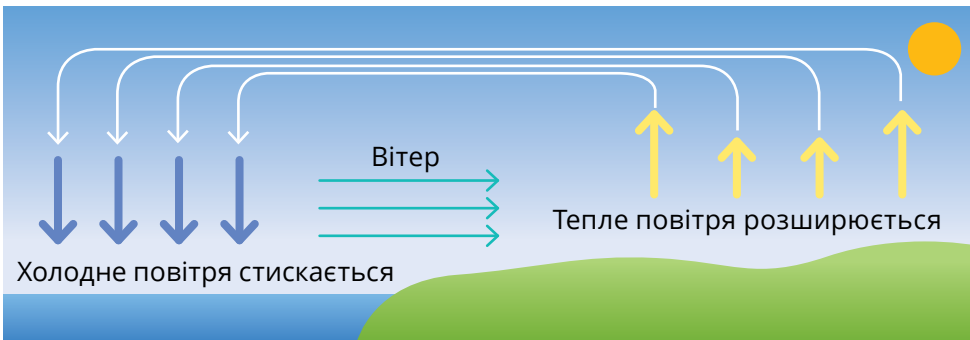 Вітер
Тепле повітря розширюється
Холодне повітря стискається